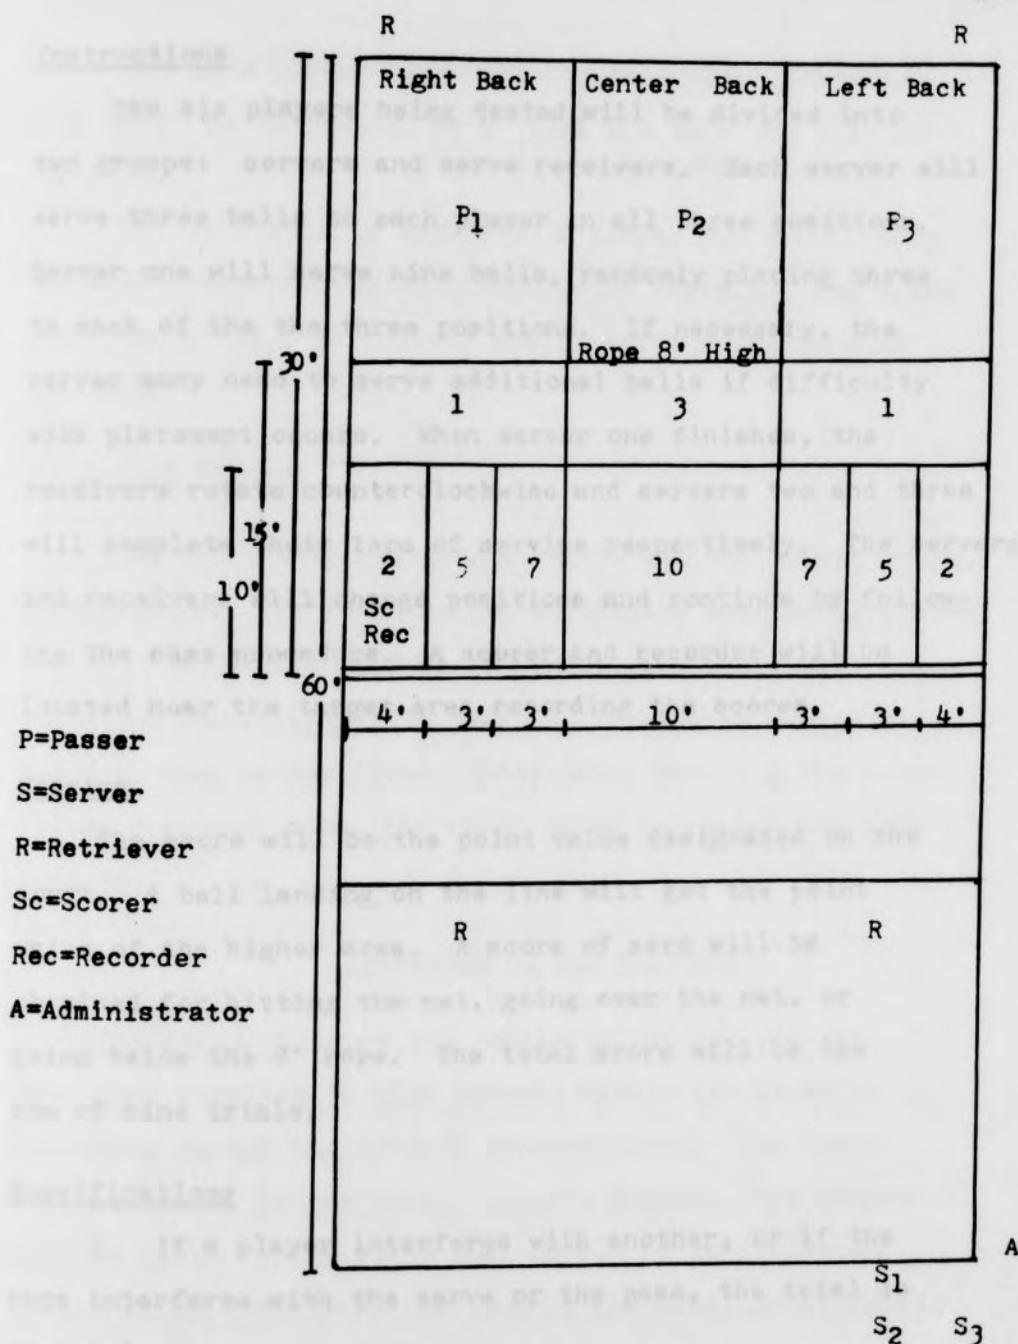 R R
Instructions
Right Back Center Back Left Back
The six players being tested will be divided into
two groups: servers and serve receivers. Each server will
serve three balls to each player in all three positions.
P1 P2 P3
Server one will serve nine balls, randomly placing three
to each of the the three positions. If necessary, the
30' Rope 8' High
server many need to serve additional balls if difficulty
1 3 1
with placement occurs. When server one finishes, the
receivers rotate counterclockwise and servers two and three
15'
will complete their turn of service respectively. The servers
10' 2 5 7 10 7 5 2
and receivers will change positions and continue by follow-
Sc
Rec
ing the same procedure. A scorer and recorder will be
60'
located near the target area recording the scores.
4' 3' 3' 10' 3' 3' 4'
P=Passer
S=Server
The score will be the point value designated on the
R=Retriever
A ball landing on the line will get the point
Sc=Scorer
R R
of the higher area. A score of zero will be
Rec=Recorder
for hitting the net, going over the net, or
A=Administrator
going below the 8' rope. The total score will be the
sum of nine trials.
Specifications
If a player interferes with another, or if the
A
S1
interferes with the serve or the pass, the trial is
S2 S3